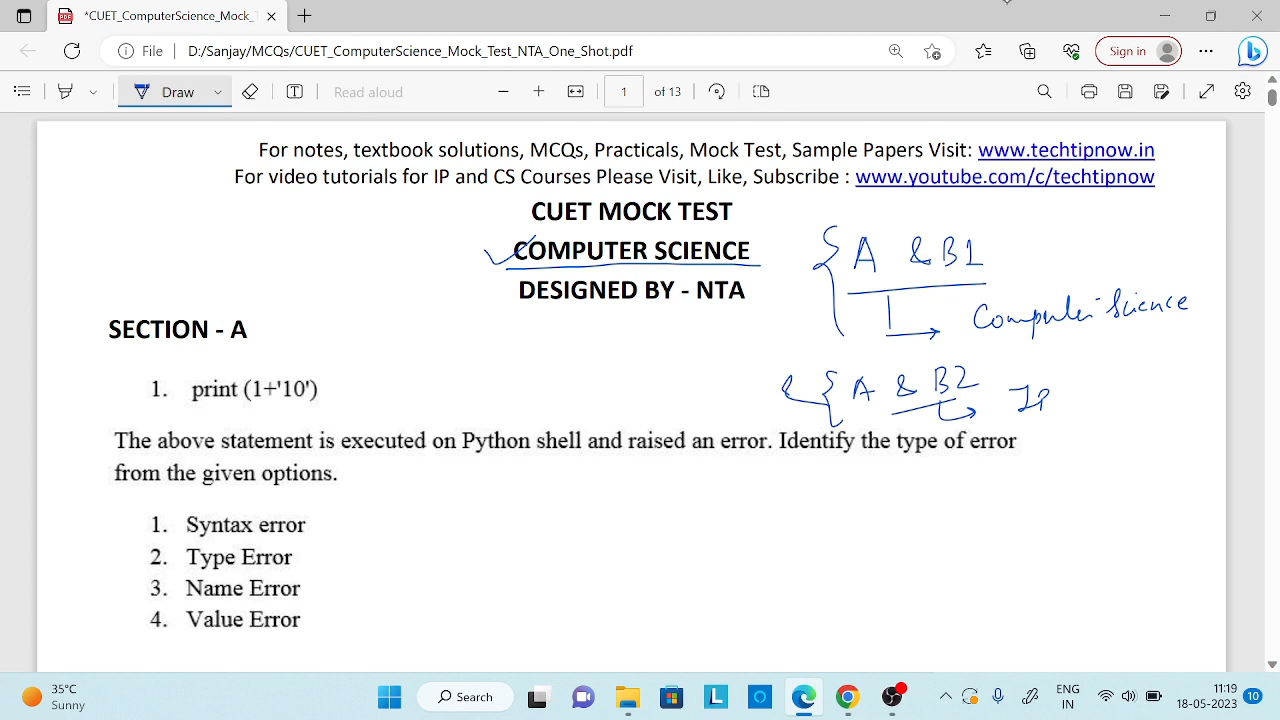 *CUET_ComputerScience_Mock_
File D:/Sanjay/MCQs/CUET_ComputerScience_Mock_Test_NTA_One_Shot.pdf Sign in
Draw Read aloud 1 of 13
For notes, textbook solutions, MCQs, Practicals, Mock Test, Sample Papers Visit: www.techtipnow.in
For video tutorials for IP and CS Courses Please Visit, Like, Subscribe : www.youtube.com/c/techtipnow
CUET MOCK TEST
COMPUTER SCIENCE
A & B1
DESIGNED BY - NTA
Computer Science
SECTION - A
1. print (1+'10')
A & B2 IP
The above statement is executed on Python shell and raised an error. Identify the type of error
from the given options.
1. Syntax error
2. Type Error
3. Name Error
4. Value Error
35°C
Sunny
Search
ENG
IN
11:19
18-05-2023
10